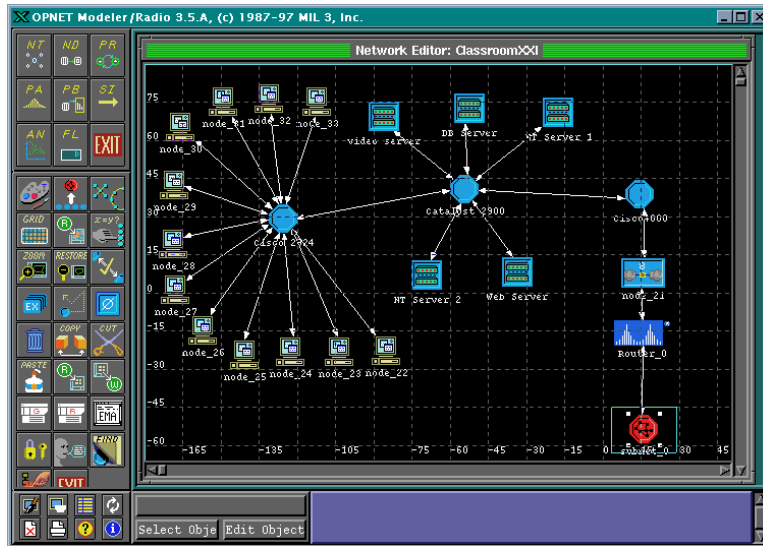 OPNET Modeler/Radio 3.5.A, (c) 1987-97 MIL 3, Inc.
Network Editor: ClassroomXXI
NT
ND
PR
PA
PB
SI
AN
FL
EXIT
GRID
x=y?
ZOOM
RESTORE
EX
COPY
CUT
PASTE
G
R
EMA
FIND
EXIT
75
60
45
30
15
0
-15
-30
-45
-60
-165
-135
-75
-60
-45
-30
-15
0
15
30
45
node_31
node_32
node_33
node_30
node_29
node_28
node_27
node_26
node_25
node_24
node_23
node_22
Cisco 2924
Video Server
DB Server
NT Server 1
Catalyst 2900
NT Server 2
Web Server
node_21
Router_0
subnet_0
Select Obje
Edit Object